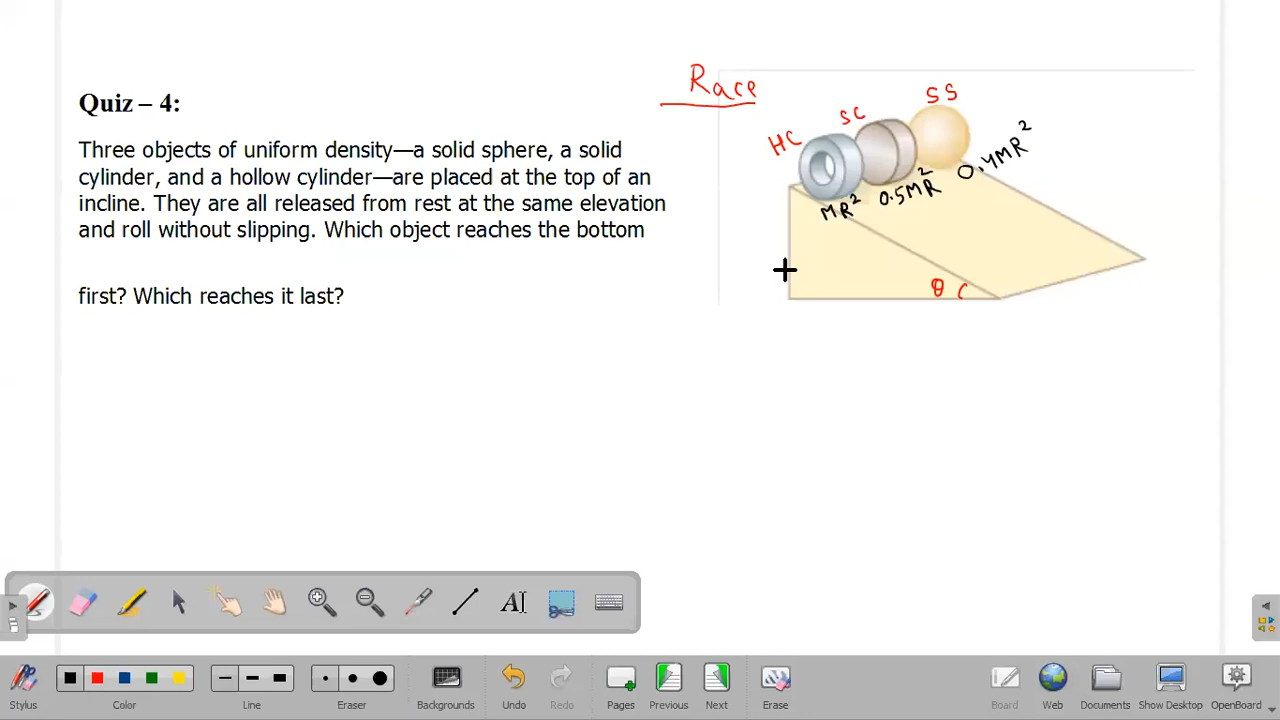 Race
Quiz – 4:
Three objects of uniform density—a solid sphere, a solid
cylinder, and a hollow cylinder—are placed at the top of an
incline. They are all released from rest at the same elevation
and roll without slipping. Which object reaches the bottom
first? Which reaches it last?
HC
SC
SS
MR²
0.5MR²
0.4MR²
θ
Stylus
Color
Line
Eraser
Backgrounds
Undo
Redo
Pages
Previous
Next
Erase
Board
Web
Documents
Show Desktop
OpenBoard